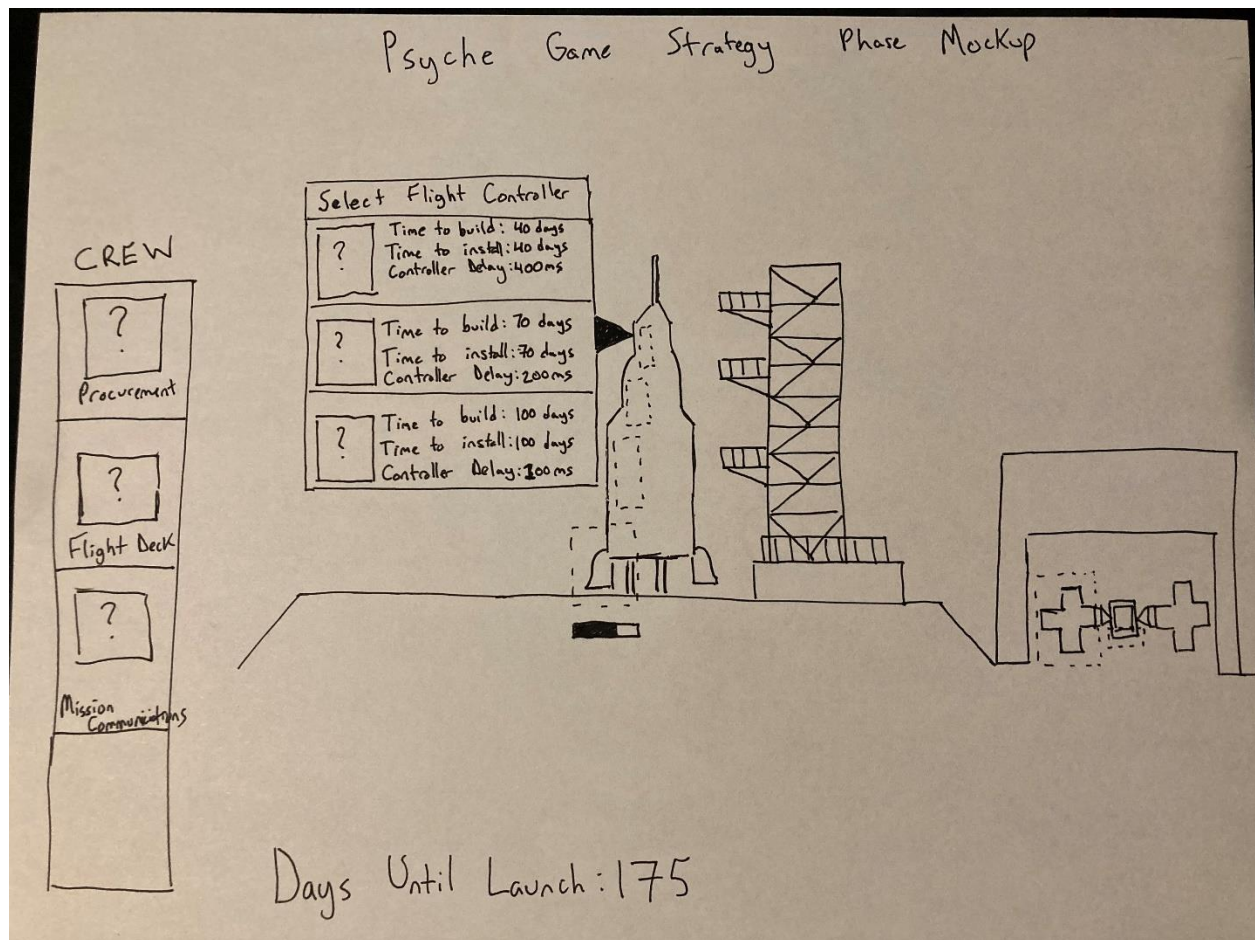 Psyche Game Strategy Phase Mockup
CREW
?
Procurement
?
Flight Deck
?
Mission
Communications
Select Flight Controller
?
Time to build: 40 days
Time to install: 40 days
Controller Delay: 400ms
?
Time to build: 70 days
Time to install: 70 days
Controller Delay: 200ms
?
Time to build: 100 days
Time to install: 100 days
Controller Delay: 100ms
Days Until Launch: 175